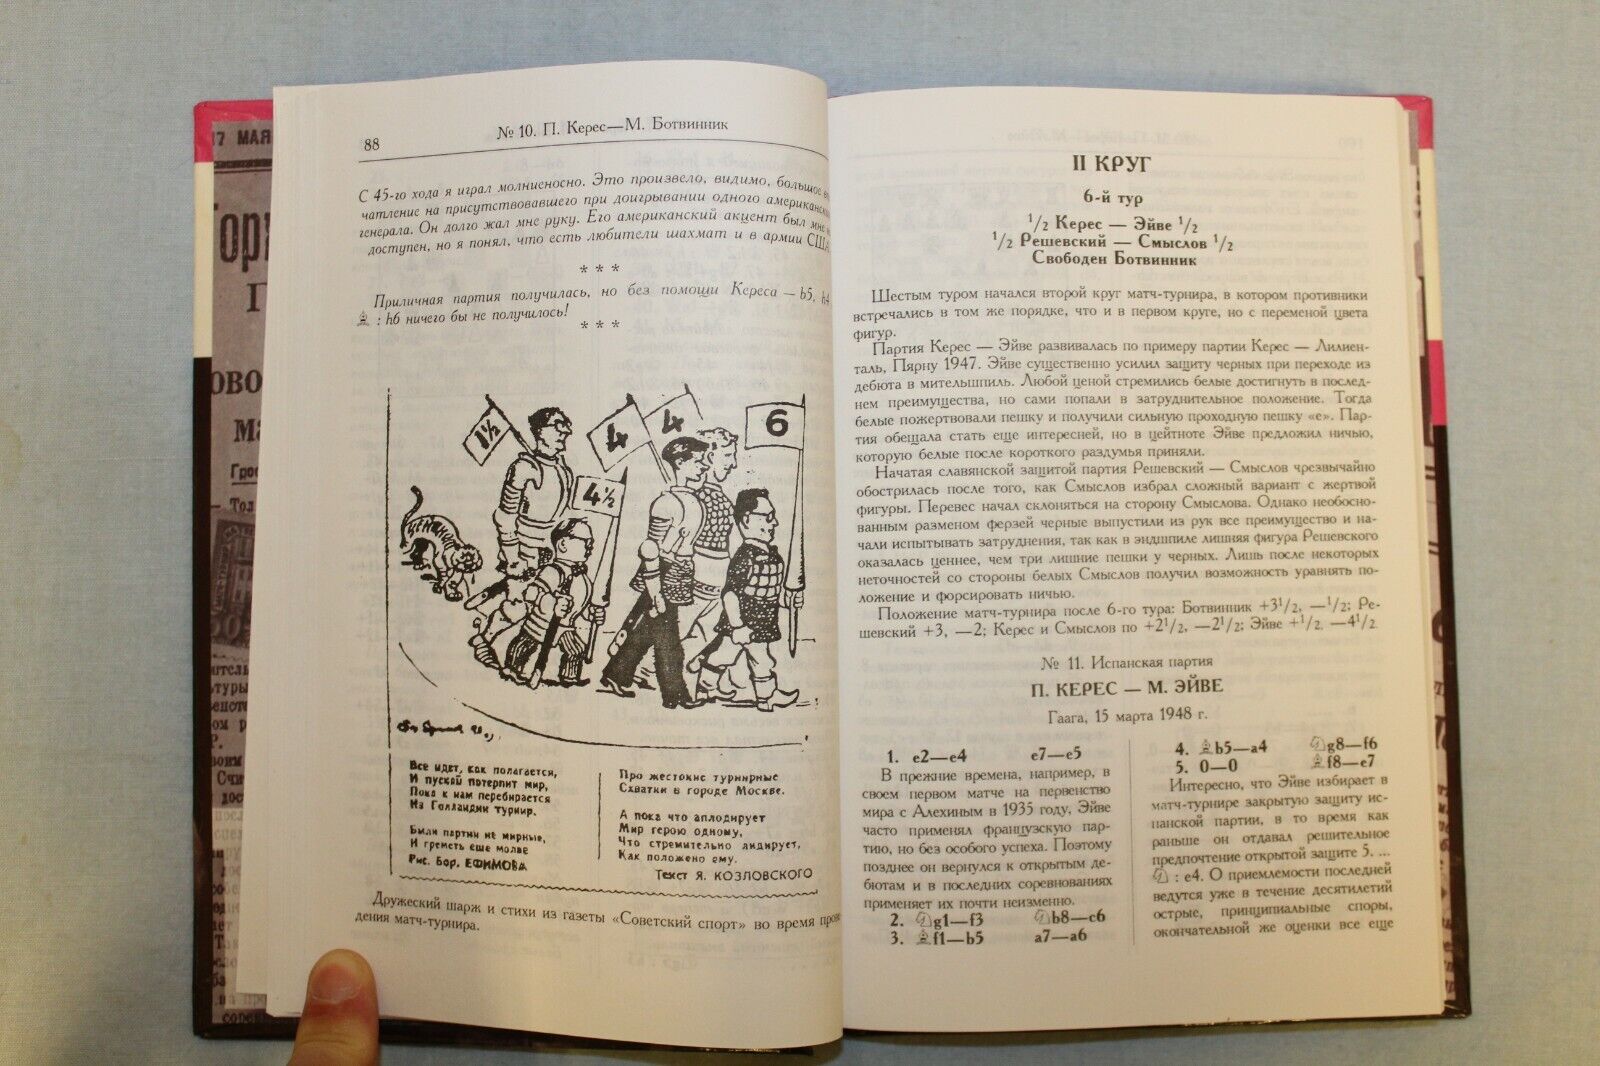 88
№ 10. П. Керес—М. Ботвинник
С 45-го хода я играл молниеносно. Это произвело, видимо, большое
чатление на присутствовавшего при доигрывании одного американск
генерала. Он долго жал мне руку. Его американский акцент был мне
доступен, но я понял, что есть любители шахмат и в армии США
* * *
Приличная партия получилась, но без помощи Кереса — h5, h4
♗ : h6 ничего бы не получилось!
* * *
1½
4
4
6
4½
ЦЕЙТНОТ
Все идет, как полагается,
И пускай потерпит мир,
Пока к нам перебирается
Из Голландии турнир.
Были партии не мирные,
И греметь еще молве
Рис. Бор. ЕФИМОВА
Про жестокие турнирные
Схватки в городе Москве.
А пока что аплодирует
Мир герою одному,
Что стремительно лидирует,
Как положено ему.
Текст Я. КОЗЛОВСКОГО
Дружеский шарж и стихи из газеты «Советский спорт» во время прове
дения матч-турнира.
II КРУГ
6-й тур
1/2 Керес — Эйве 1/2
1/2 Решевский — Смыслов 1/2
Свободен Ботвинник
Шестым туром начался второй круг матч-турнира, в котором противники
встречались в том же порядке, что и в первом круге, но с переменой цвета
фигур.
Партия Керес — Эйве развивалась по примеру партии Керес — Лилиен-
таль, Пярну 1947. Эйве существенно усилил защиту черных при переходе из
дебюта в миттельшпиль. Любой ценой стремились белые достигнуть в послед-
нем преимущества, но сами попали в затруднительное положение. Тогда
белые пожертвовали пешку и получили сильную проходную пешку «е». Пар-
тия обещала стать еще интересней, но в цейтноте Эйве предложил ничью,
которую белые после короткого раздумья приняли.
Начатая славянской защитой партия Решевский — Смыслов чрезвычайно
обострилась после того, как Смыслов избрал сложный вариант с жертвой
фигуры. Перевес начал склоняться на сторону Смыслова. Однако необосно-
ванным разменом ферзей черные выпустили из рук все преимущество и на-
чали испытывать затруднения, так как в эндшпиле лишняя фигура Решевского
оказалась ценнее, чем три лишние пешки у черных. Лишь после некоторых
неточностей со стороны белых Смыслов получил возможность уравнять по-
ложение и форсировать ничью.
Положение матч-турнира после 6-го тура: Ботвинник +3 1/2, —1/2; Ре-
шевский +3, —2; Керес и Смыслов по +2 1/2, —2 1/2; Эйве +1/2. —4 1/2
№ 11. Испанская партия
П. КЕРЕС — М. ЭЙВЕ
Гаага, 15 марта 1948 г.
1. e2—e4 e7—e5
В прежние времена, например, в
своем первом матче на первенство
мира с Алехиным в 1935 году, Эйве
часто применял французскую пар-
тию, но без особого успеха. Поэтому
позднее он вернулся к открытым де-
бютам и в последних соревнованиях
применяет их почти неизменно.
2. ♘g1—f3 ♘b8—c6
3. ♗f1—b5 a7—a6
4. ♗b5—a4 ♘g8—f6
5. 0—0 ♗f8—e7
Интересно, что Эйве избирает в
матч-турнире закрытую защиту ис-
панской партии, в то время как
раньше он отдавал решительное
предпочтение открытой защите 5. ...
♘ : e4. О приемлемости последней
ведутся уже в течение десятилетий
острые, принципиальные споры,
окончательной же оценки все еще